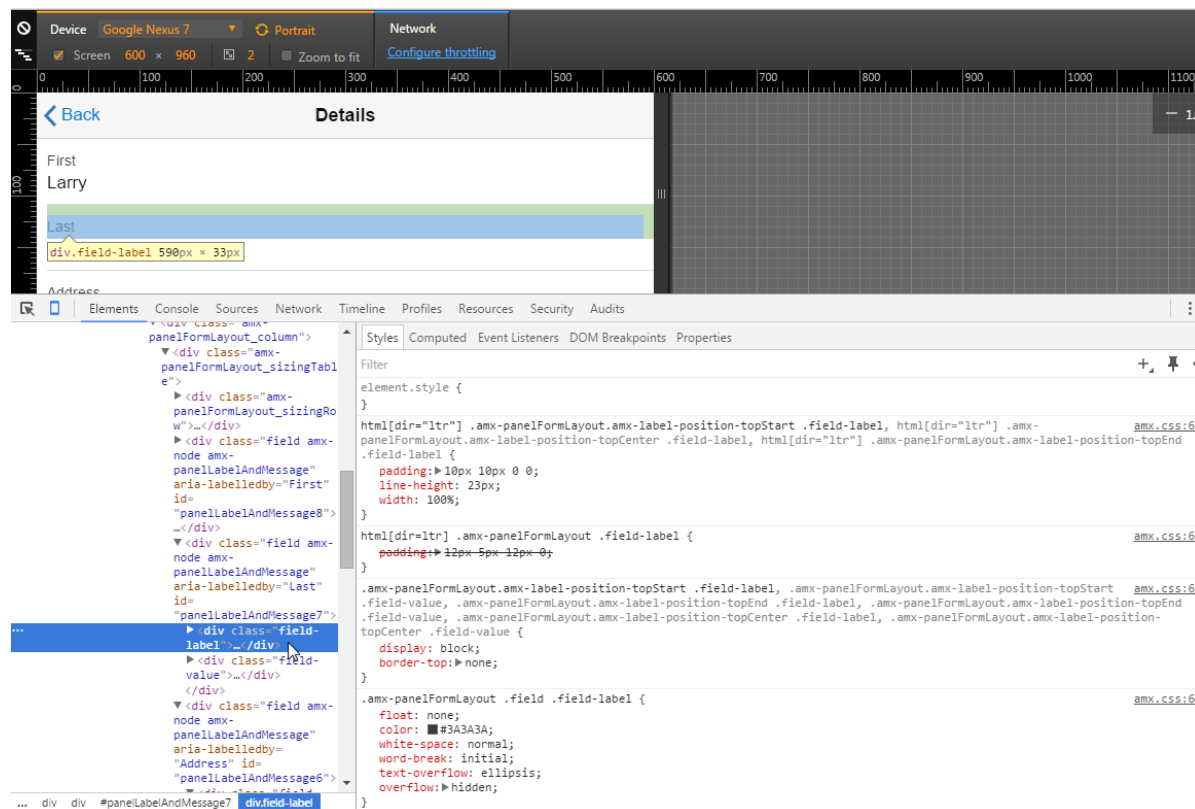 Device Google Nexus 7 ▼ Portrait Network
Screen 600 × 960 2 Zoom to fit Configure throttling
0 100 200 300 400 500 600 700 800 900 1000 1100
0
100
Back Details
First
Larry
Last
div.field-label 590px × 33px
Address
Elements Console Sources Network Timeline Profiles Resources Security Audits
▼<div class="amx-
panelFormLayout_column">
▼<div class="amx-
panelFormLayout_sizingTabl
e">
▶<div class="amx-
panelFormLayout_sizingRo
w">…</div>
▶<div class="field amx-
node amx-
panelLabelAndMessage"
aria-labelledby="First"
id=
"panelLabelAndMessage8">
…</div>
▼<div class="field amx-
node amx-
panelLabelAndMessage"
aria-labelledby="Last"
id=
"panelLabelAndMessage7">
... ▶<div class="field-
label">…</div>
▶<div class="field-
value">…</div>
</div>
▼<div class="field amx-
node amx-
panelLabelAndMessage"
aria-labelledby=
"Address" id=
"panelLabelAndMessage6">
▼<div class="field-
... div div #panelLabelAndMessage7 div.field-label
Styles Computed Event Listeners DOM Breakpoints Properties
Filter
element.style {
}
html[dir="ltr"] .amx-panelFormLayout.amx-label-position-topStart .field-label, html[dir="ltr"] .amx- amx.css:6
panelFormLayout.amx-label-position-topCenter .field-label, html[dir="ltr"] .amx-panelFormLayout.amx-label-position-topEnd
.field-label {
padding:▶10px 10px 0 0;
line-height: 23px;
width: 100%;
}
html[dir=ltr] .amx-panelFormLayout .field-label { amx.css:6
padding:▶12px 5px 12px 0;
}
.amx-panelFormLayout.amx-label-position-topStart .field-label, .amx-panelFormLayout.amx-label-position-topStart amx.css:6
.field-value, .amx-panelFormLayout.amx-label-position-topEnd .field-label, .amx-panelFormLayout.amx-label-position-topEnd
.field-value, .amx-panelFormLayout.amx-label-position-topCenter .field-label, .amx-panelFormLayout.amx-label-position-
topCenter .field-value {
display: block;
border-top:▶none;
}
.amx-panelFormLayout .field .field-label { amx.css:6
float: none;
color: #3A3A3A;
white-space: normal;
word-break: initial;
text-overflow: ellipsis;
overflow:▶hidden;
}